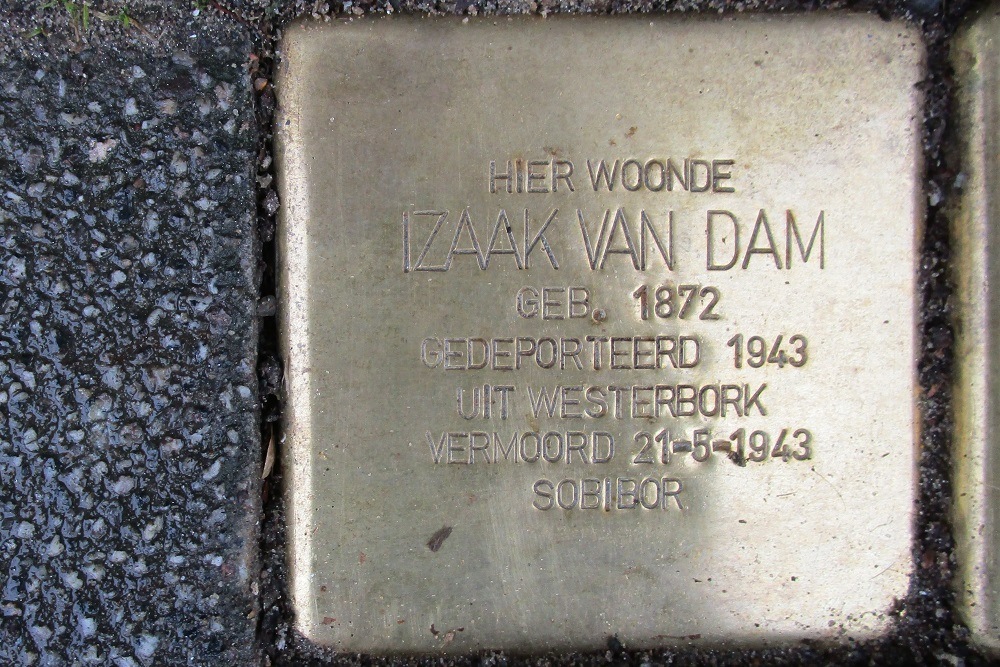 HIER WOONDE
IZAAK VAN DAM
GEB. 1872
GEDEPORTEERD 1943
UIT WESTERBORK
VERMOORD 21-5-1943
SOBIBOR